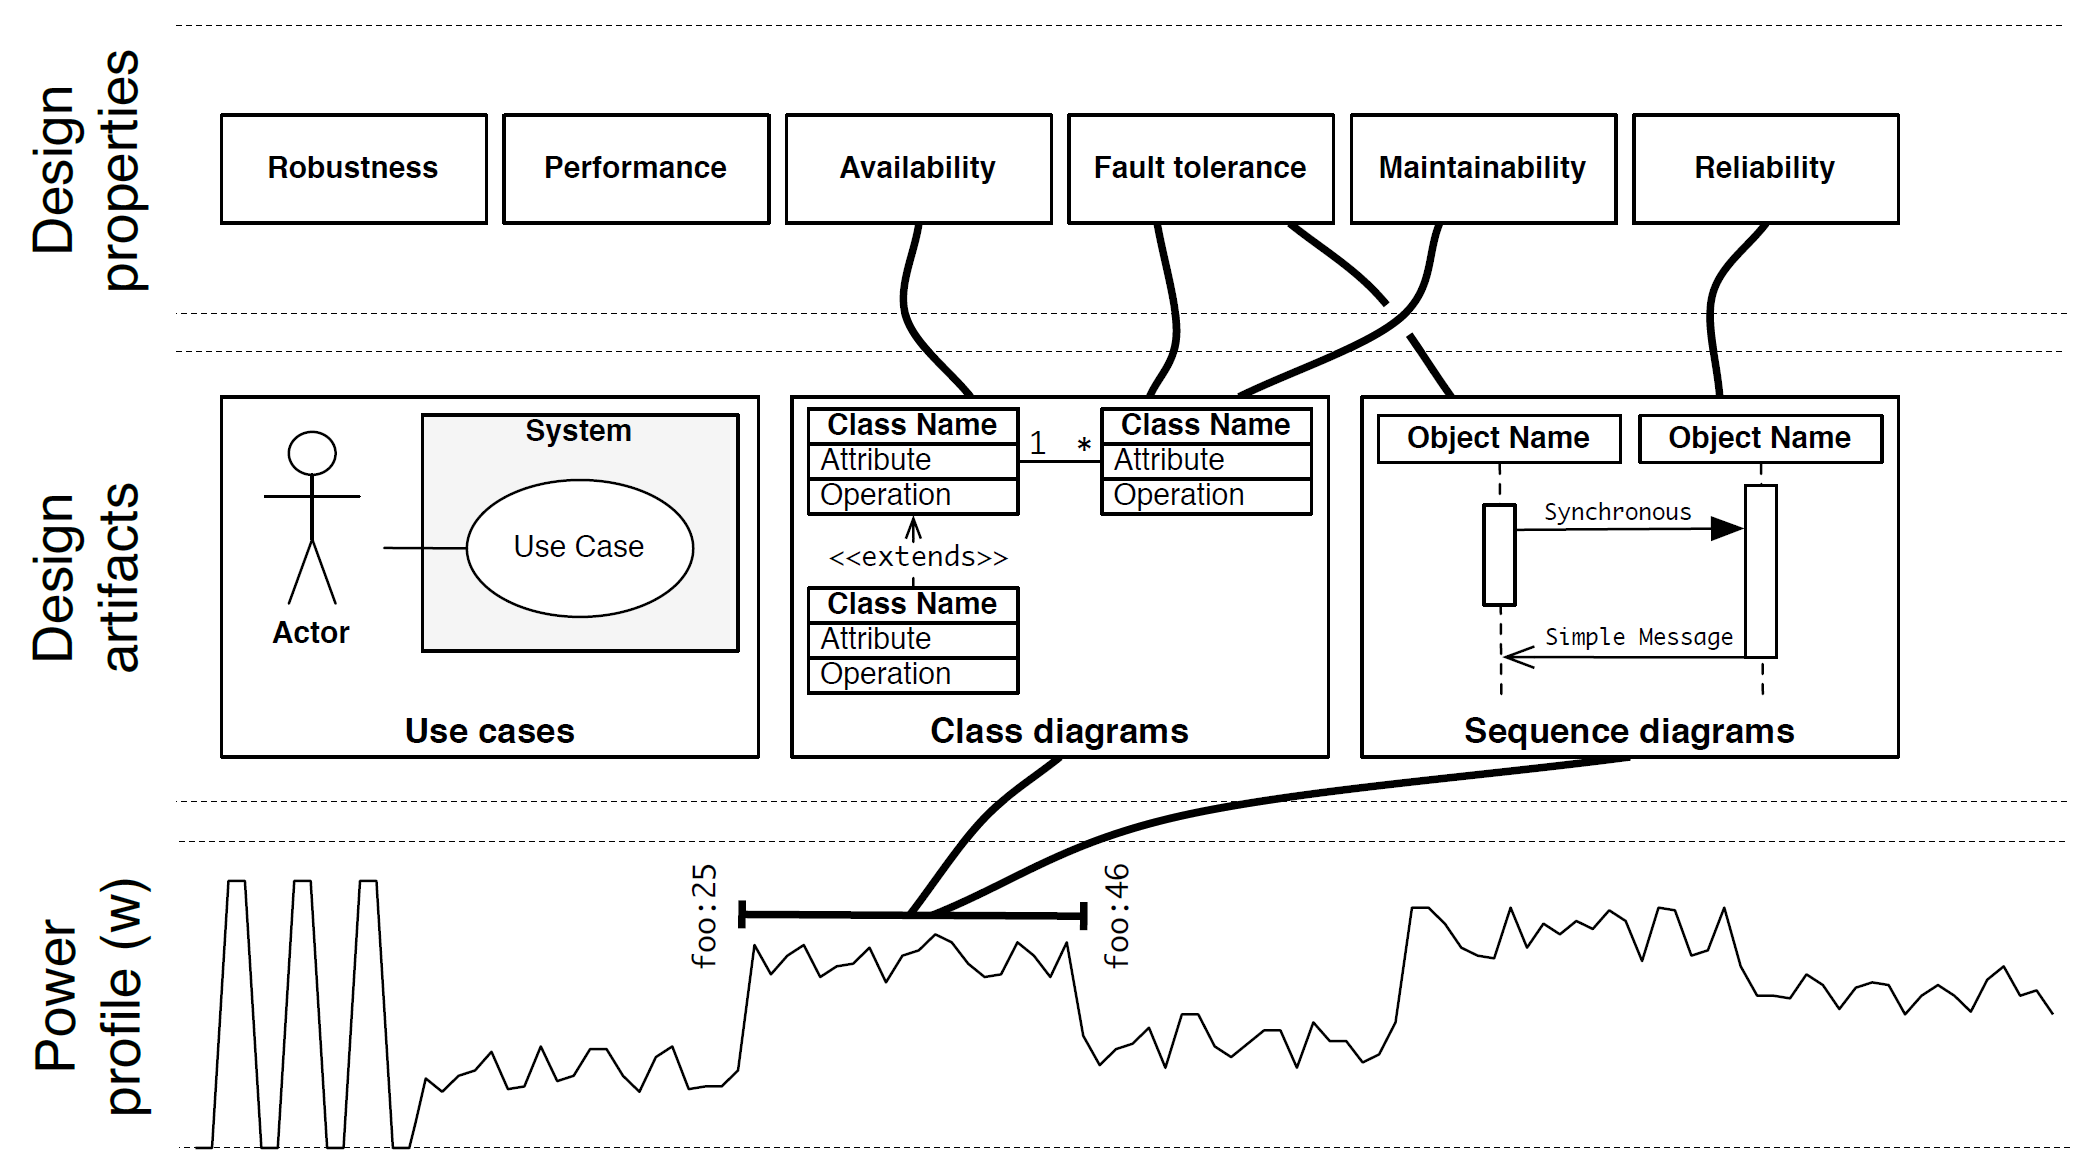 Design
properties
Robustness
Performance
Availability
Fault tolerance
Maintainability
Reliability
Design
artifacts
System
Use Case
Actor
Use cases
Class Name
Attribute
Operation
1 *
Class Name
Attribute
Operation
<<extends>>
Class Name
Attribute
Operation
Class diagrams
Object Name
Object Name
Synchronous
Simple Message
Sequence diagrams
Power
profile (w)
foo:25
foo:46